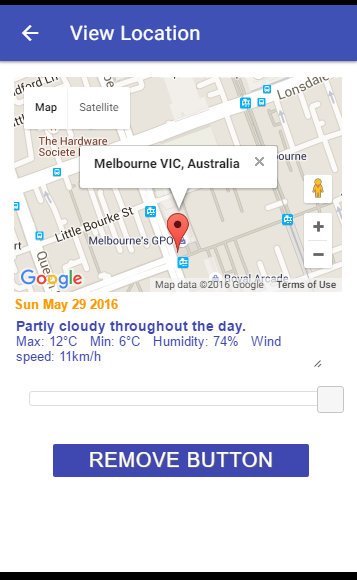 View Location
dford Ln
Lonsdale
Map Satellite
The Hardware
Societe
Melbourne VIC, Australia
bourne
Little Bourke St
Melbourne's GPO
Google
Map data ©2016 Google Terms of Use
Royal Arcade
Sun May 29 2016
Partly cloudy throughout the day.
Max: 12°C Min: 6°C Humidity: 74% Wind
speed: 11km/h
REMOVE BUTTON